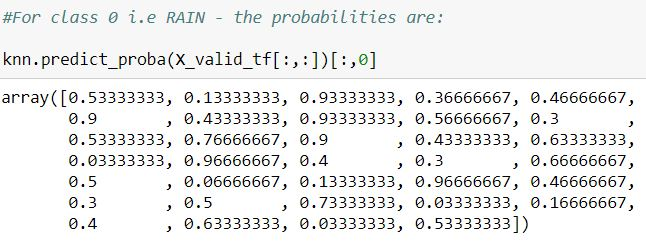 #For class 0 i.e RAIN - the probabilities are:
knn.predict_proba(X_valid_tf[:,:])[:,0]
array([0.53333333, 0.13333333, 0.93333333, 0.36666667, 0.46666667,
0.9       , 0.43333333, 0.93333333, 0.56666667, 0.3       ,
0.53333333, 0.76666667, 0.9       , 0.43333333, 0.63333333,
0.03333333, 0.96666667, 0.4       , 0.3       , 0.66666667,
0.5       , 0.06666667, 0.13333333, 0.96666667, 0.46666667,
0.3       , 0.5       , 0.73333333, 0.03333333, 0.16666667,
0.4       , 0.63333333, 0.03333333, 0.53333333])